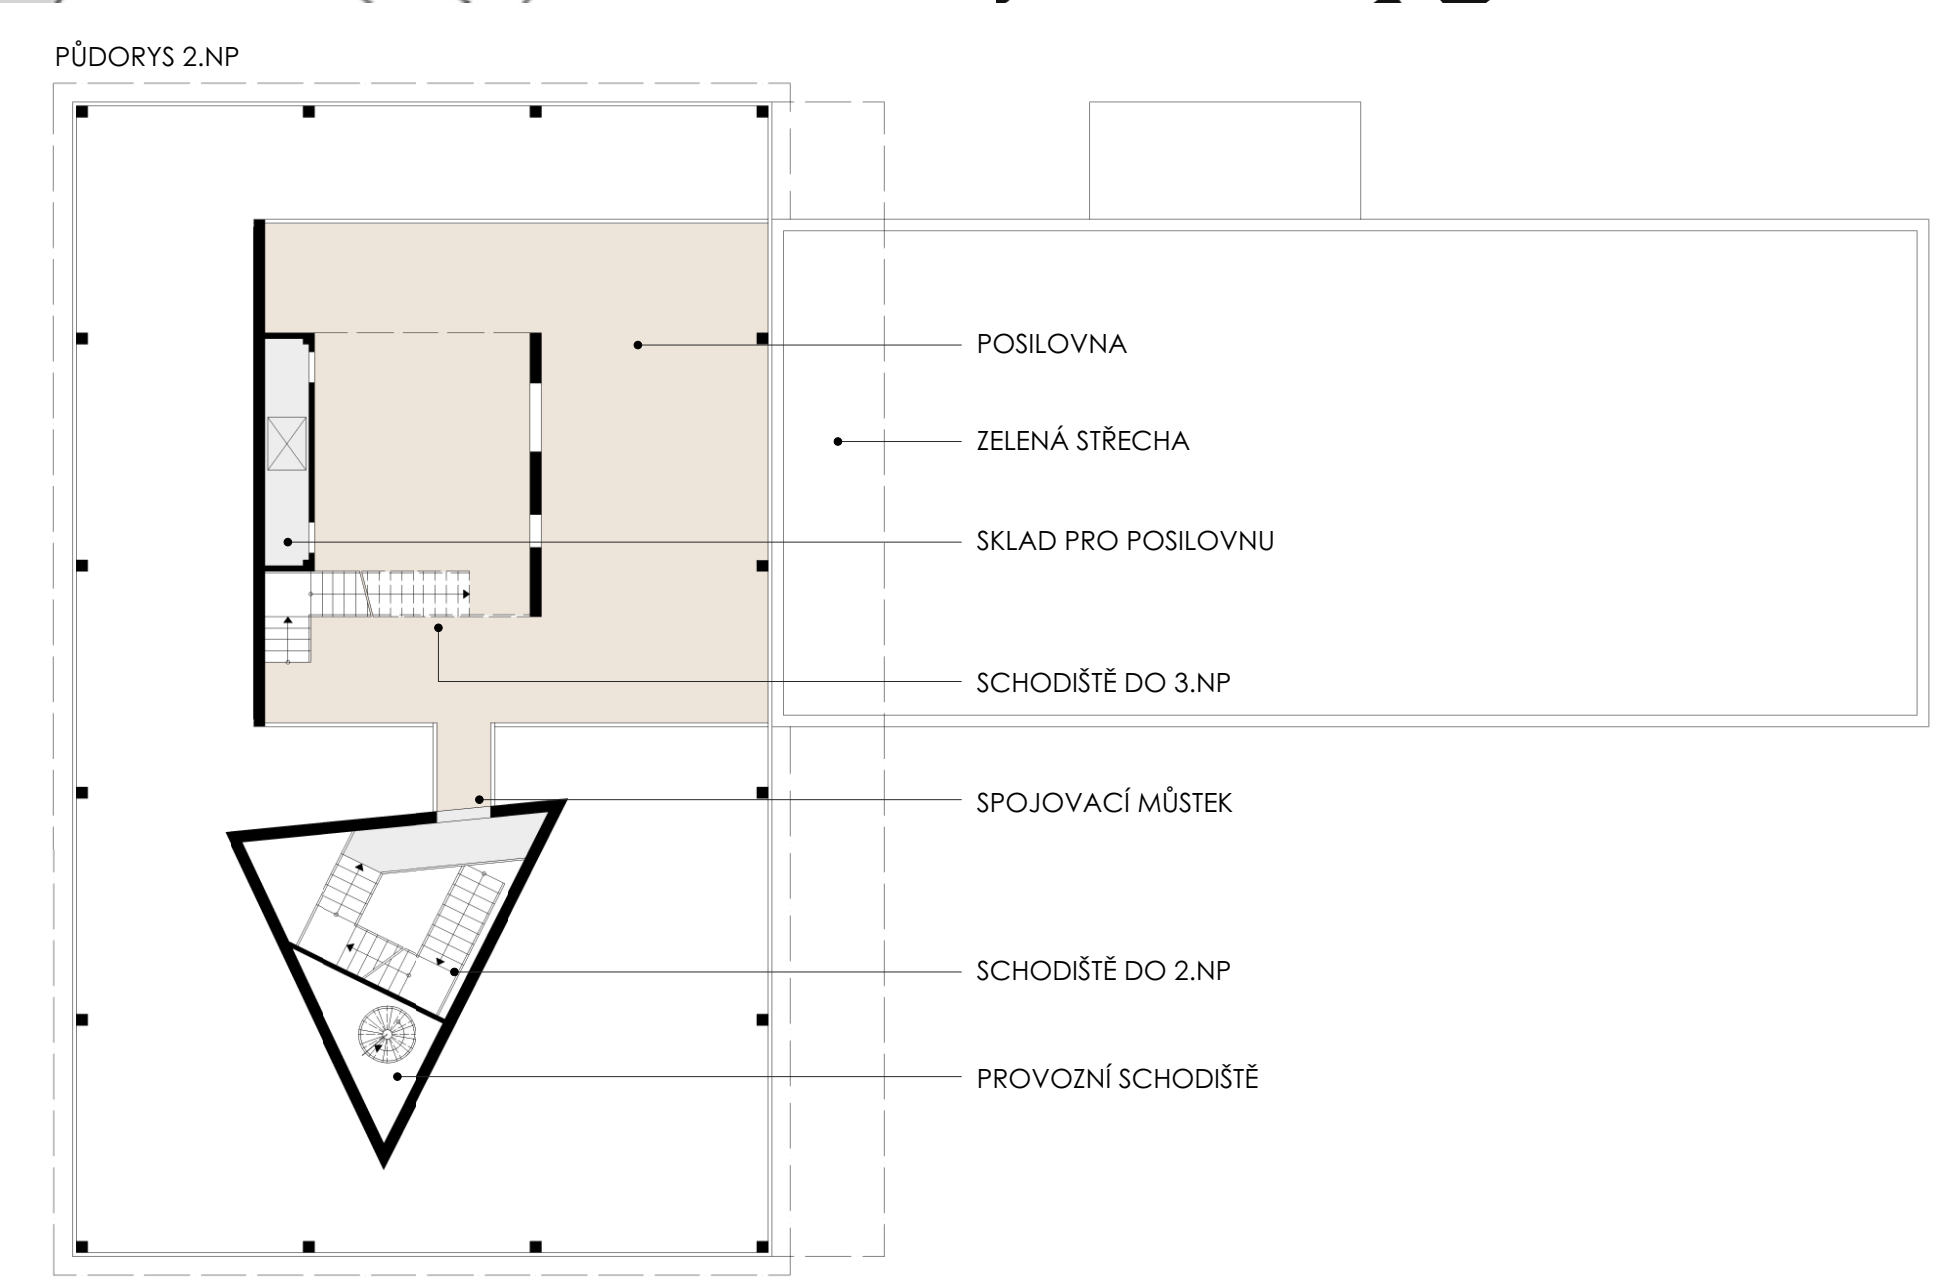 PŮDORYS 2.NP
POSILOVNA
ZELENÁ STŘECHA
SKLAD PRO POSILOVNU
SCHODIŠTĚ DO 3.NP
SPOJOVACÍ MŮSTEK
SCHODIŠTĚ DO 2.NP
PROVOZNÍ SCHODIŠTĚ